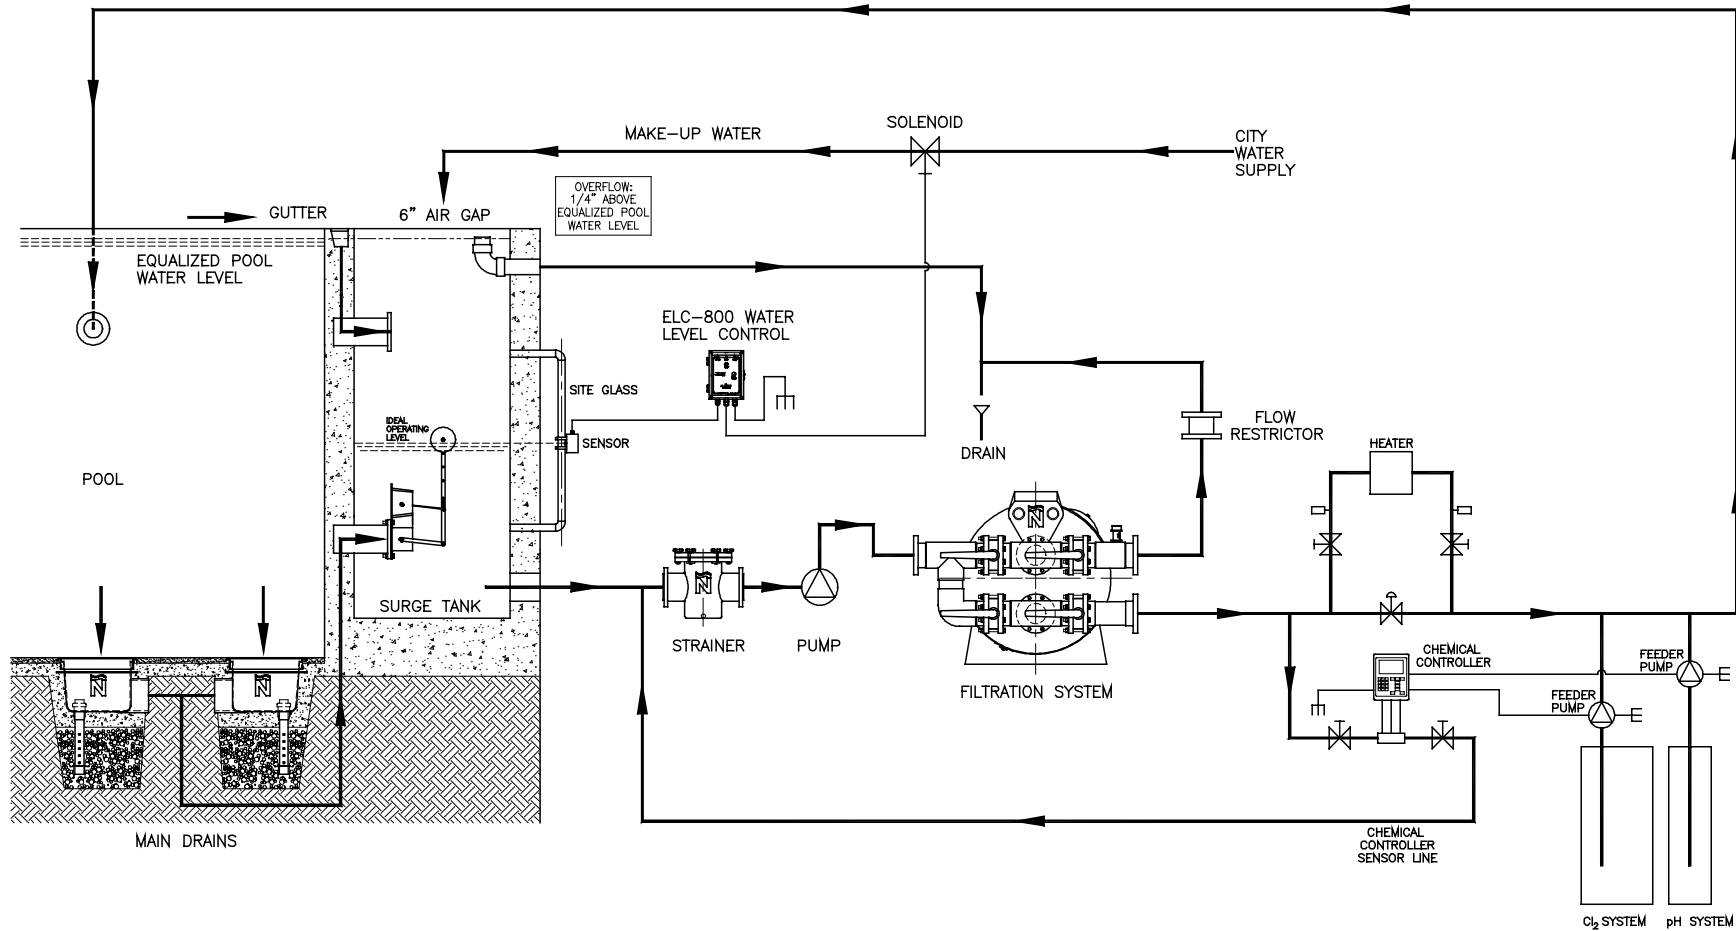 MAKE-UP WATER
SOLENOID
CITY
WATER
SUPPLY
OVERFLOW:
1/4" ABOVE
EQUALIZED POOL
WATER LEVEL
GUTTER
6" AIR GAP
EQUALIZED POOL
WATER LEVEL
ELC-800 WATER
LEVEL CONTROL
SITE GLASS
IDEAL
OPERATING
LEVEL
SENSOR
DRAIN
FLOW
RESTRICTOR
HEATER
POOL
N
SURGE TANK
N
STRAINER
PUMP
FILTRATION SYSTEM
CHEMICAL
CONTROLLER
FEEDER
PUMP
FEEDER
PUMP
N
N
MAIN DRAINS
CHEMICAL
CONTROLLER
SENSOR LINE
Cl₂ SYSTEM
pH SYSTEM